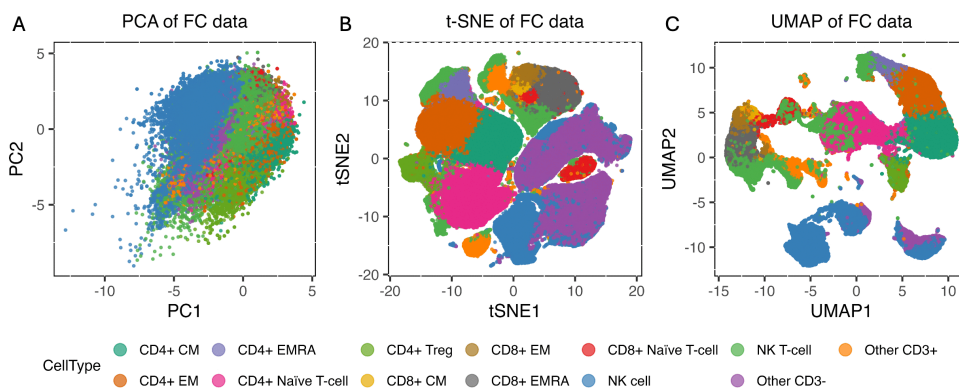 A PCA of FC data
B t-SNE of FC data
C UMAP of FC data
5
0
-5
PC2
-10
-5
0
5
PC1
20
10
0
-10
-20
tSNE2
-20
-10
0
10
20
tSNE1
10
5
0
-5
-10
UMAP2
-15
-10
-5
0
5
10
UMAP1
CellType
CD4+ CM
CD4+ EMRA
CD4+ Treg
CD8+ EM
CD8+ Naïve T-cell
NK T-cell
Other CD3+
CD4+ EM
CD4+ Naïve T-cell
CD8+ CM
CD8+ EMRA
NK cell
Other CD3-